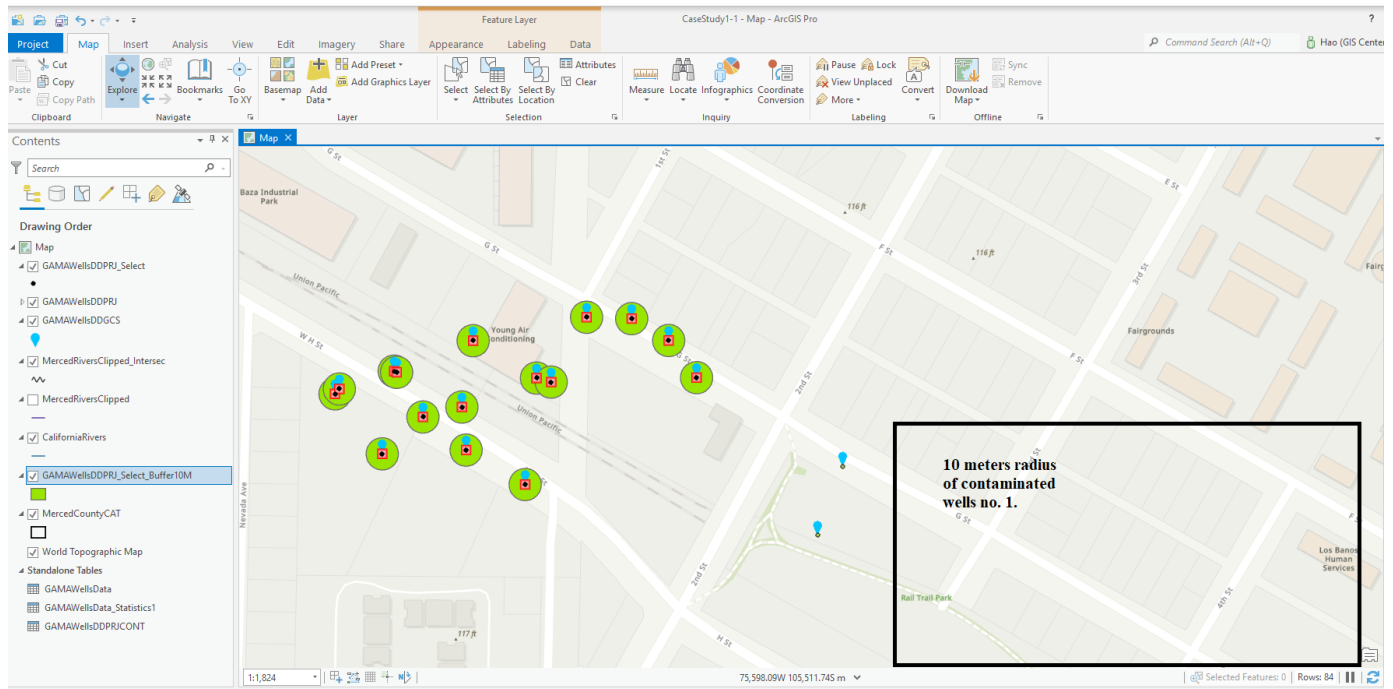 Feature Layer
CaseStudy1-1 - Map - ArcGIS Pro
?
Project Map Insert Analysis View Edit Imagery Share Appearance Labeling Data
Command Search (Alt+Q)
Hao (GIS Center
Paste
Cut
Copy
Copy Path
Clipboard
Explore
Bookmarks
Go To XY
Navigate
Basemap
Add Data
Add Preset
Add Graphics Layer
Layer
Select
Select By Attributes
Select By Location
Attributes
Clear
Selection
Measure
Locate
Infographics
Coordinate Conversion
Inquiry
Pause
Lock
View Unplaced
More
Convert
Labeling
Download Map
Sync
Remove
Offline
Contents
Search
Drawing Order
Map
GAMAWellsDDPRJ_Select
GAMAWellsDDPRJ
GAMAWellsDDGCS
MercedRiversClipped_Intersec
MercedRiversClipped
CaliforniaRivers
GAMAWellsDDPRJ_Select_Buffer10M
MercedCountyCAT
World Topographic Map
Standalone Tables
GAMAWellsData
GAMAWellsData_Statistics1
GAMAWellsDDPRJCONT
Map
G St
1st St
E St
Baza Industrial
Park
116 ft
G St
F St
116 ft
3rd St
Fairg
Union Pacific
Young Air
onditioning
Fairgrounds
W H St
G St
F St
2nd St
Union Pacific
St
10 meters radius
of contaminated
wells no. 1.
St
Nevada Ave
G St
F St
Los Banos
Human
Services
2nd St
Rail Trail Park
4th St
117 ft
H St
1:1,824
75,598.09W 105,511.74S m
Selected Features: 0
Rows: 84